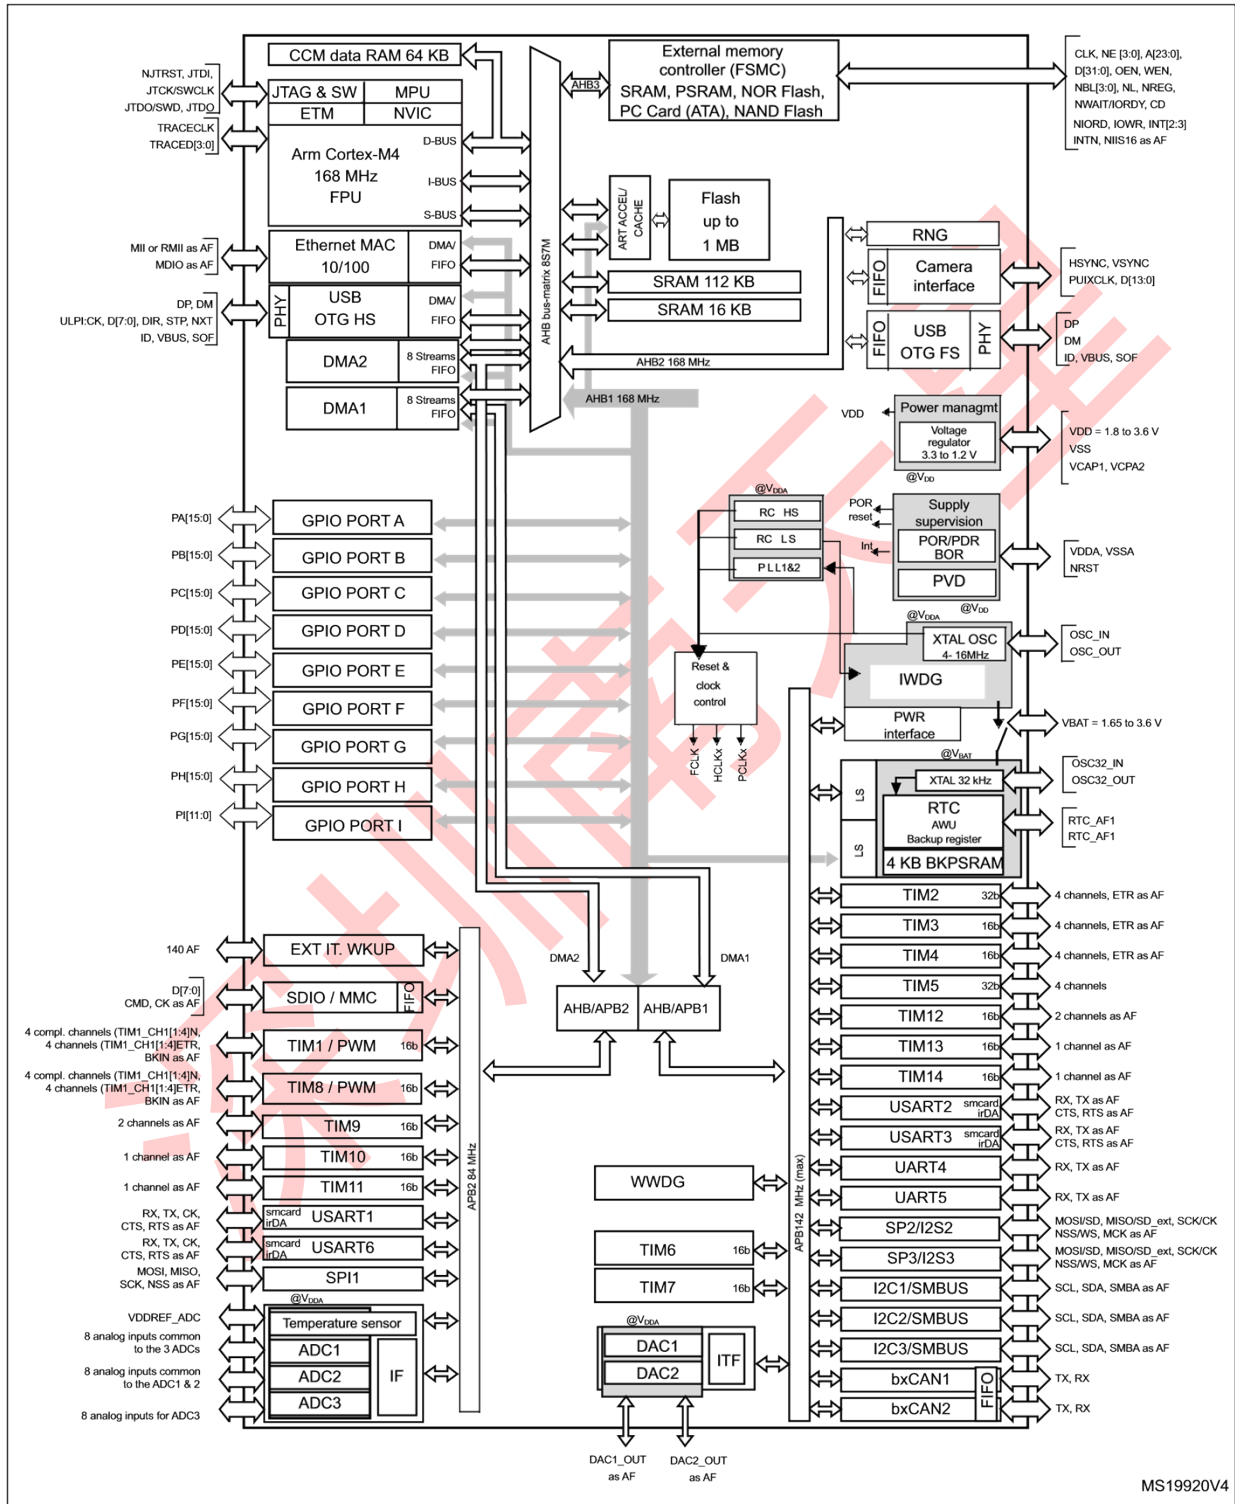 CCM data RAM 64 KB
External memory
controller (FSMC)
SRAM, PSRAM, NOR Flash,
PC Card (ATA), NAND Flash
AHB3
CLK, NE [3:0], A[23:0],
D[31:0], OEN, WEN,
NBL[3:0], NL, NREG,
NWAIT/IORDY, CD
NIORD, IOWR, INT[2:3]
INTN, NIIS16 as AF
NJTRST, JTDI,
JTCK/SWCLK
JTDO/SWD, JTDO
JTAG & SW
MPU
ETM
NVIC
TRACECLK
TRACED[3:0]
Arm Cortex-M4
168 MHz
FPU
D-BUS
I-BUS
S-BUS
AHB bus-matrix 8S7M
ART ACCEL/
CACHE
Flash
up to
1 MB
SRAM 112 KB
SRAM 16 KB
MII or RMII as AF
MDIO as AF
Ethernet MAC
10/100
DMA/
FIFO
DP, DM
ULPI:CK, D[7:0], DIR, STP, NXT
ID, VBUS, SOF
PHY
USB
OTG HS
DMA/
FIFO
DMA2
8 Streams
FIFO
DMA1
8 Streams
FIFO
AHB2 168 MHz
AHB1 168 MHz
RNG
FIFO
Camera
interface
HSYNC, VSYNC
PUIXCLK, D[13:0]
FIFO
USB
OTG FS
PHY
DP
DM
ID, VBUS, SOF
VDD
Power managmt
Voltage
regulator
3.3 to 1.2 V
@VDD
VDD = 1.8 to 3.6 V
VSS
VCAP1, VCPA2
@VDDA
RC HS
RC LS
PLL1&2
POR
reset
Int
Supply
supervision
POR/PDR
BOR
PVD
@VDD
VDDA, VSSA
NRST
PA[15:0]
GPIO PORT A
PB[15:0]
GPIO PORT B
PC[15:0]
GPIO PORT C
PD[15:0]
GPIO PORT D
PE[15:0]
GPIO PORT E
PF[15:0]
GPIO PORT F
PG[15:0]
GPIO PORT G
PH[15:0]
GPIO PORT H
PI[11:0]
GPIO PORT I
@VDDA
XTAL OSC
4- 16MHz
IWDG
OSC_IN
OSC_OUT
Reset &
clock
control
FCLK
HCLKx
PCLKx
PWR
interface
VBAT = 1.65 to 3.6 V
@VBAT
LS
LS
XTAL 32 kHz
RTC
AWU
Backup register
4 KB BKPSRAM
OSC32_IN
OSC32_OUT
RTC_AF1
RTC_AF1
DMA2
DMA1
AHB/APB2
AHB/APB1
140 AF
EXT IT. WKUP
D[7:0]
CMD, CK as AF
SDIO / MMC
FIFO
4 compl. channels (TIM1_CH1[1:4]N,
4 channels (TIM1_CH1[1:4]ETR,
BKIN as AF
TIM1 / PWM
16b
4 compl. channels (TIM1_CH1[1:4]N,
4 channels (TIM1_CH1[1:4]ETR,
BKIN as AF
TIM8 / PWM
16b
2 channels as AF
TIM9
16b
1 channel as AF
TIM10
16b
1 channel as AF
TIM11
16b
RX, TX, CK,
CTS, RTS as AF
smcard
irDA
USART1
RX, TX, CK,
CTS, RTS as AF
smcard
irDA
USART6
MOSI, MISO,
SCK, NSS as AF
SPI1
@VDDA
VDDREF_ADC
Temperature sensor
8 analog inputs common
to the 3 ADCs
ADC1
8 analog inputs common
to the ADC1 & 2
ADC2
8 analog inputs for ADC3
ADC3
IF
APB2 84 MHz
WWDG
TIM6
16b
TIM7
16b
@VDDA
DAC1
DAC2
ITF
DAC1_OUT
as AF
DAC2_OUT
as AF
APB142 MHz (max)
TIM2
32b
4 channels, ETR as AF
TIM3
16b
4 channels, ETR as AF
TIM4
16b
4 channels, ETR as AF
TIM5
32b
4 channels
TIM12
16b
2 channels as AF
TIM13
16b
1 channel as AF
TIM14
16b
1 channel as AF
USART2
smcard
irDA
RX, TX as AF
CTS, RTS as AF
USART3
smcard
irDA
RX, TX as AF
CTS, RTS as AF
UART4
RX, TX as AF
UART5
RX, TX as AF
SP2/I2S2
MOSI/SD, MISO/SD_ext, SCK/CK
NSS/WS, MCK as AF
SP3/I2S3
MOSI/SD, MISO/SD_ext, SCK/CK
NSS/WS, MCK as AF
I2C1/SMBUS
SCL, SDA, SMBA as AF
I2C2/SMBUS
SCL, SDA, SMBA as AF
I2C3/SMBUS
SCL, SDA, SMBA as AF
bxCAN1
TX, RX
bxCAN2
TX, RX
FIFO
MS19920V4
深圳南天星